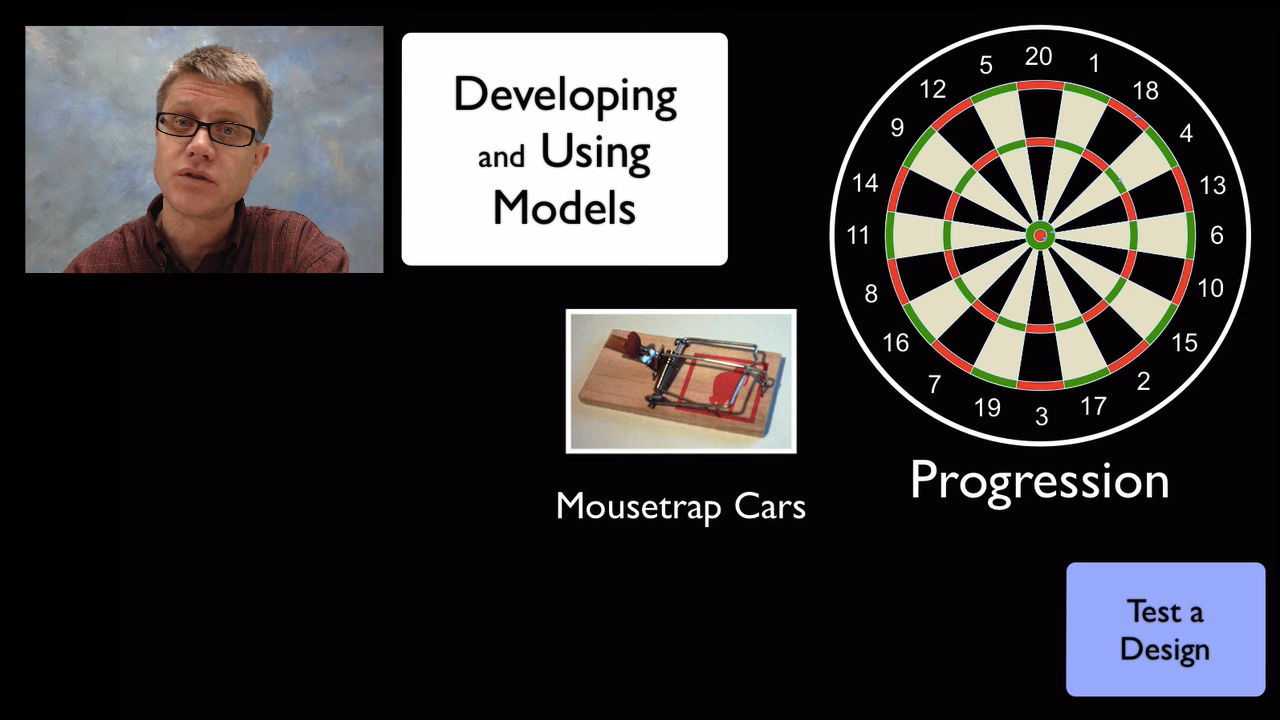 Developing
and Using
Models
20
1
18
4
13
6
10
15
2
17
3
19
7
16
8
11
14
9
12
5
Mousetrap Cars
Progression
Test a
Design